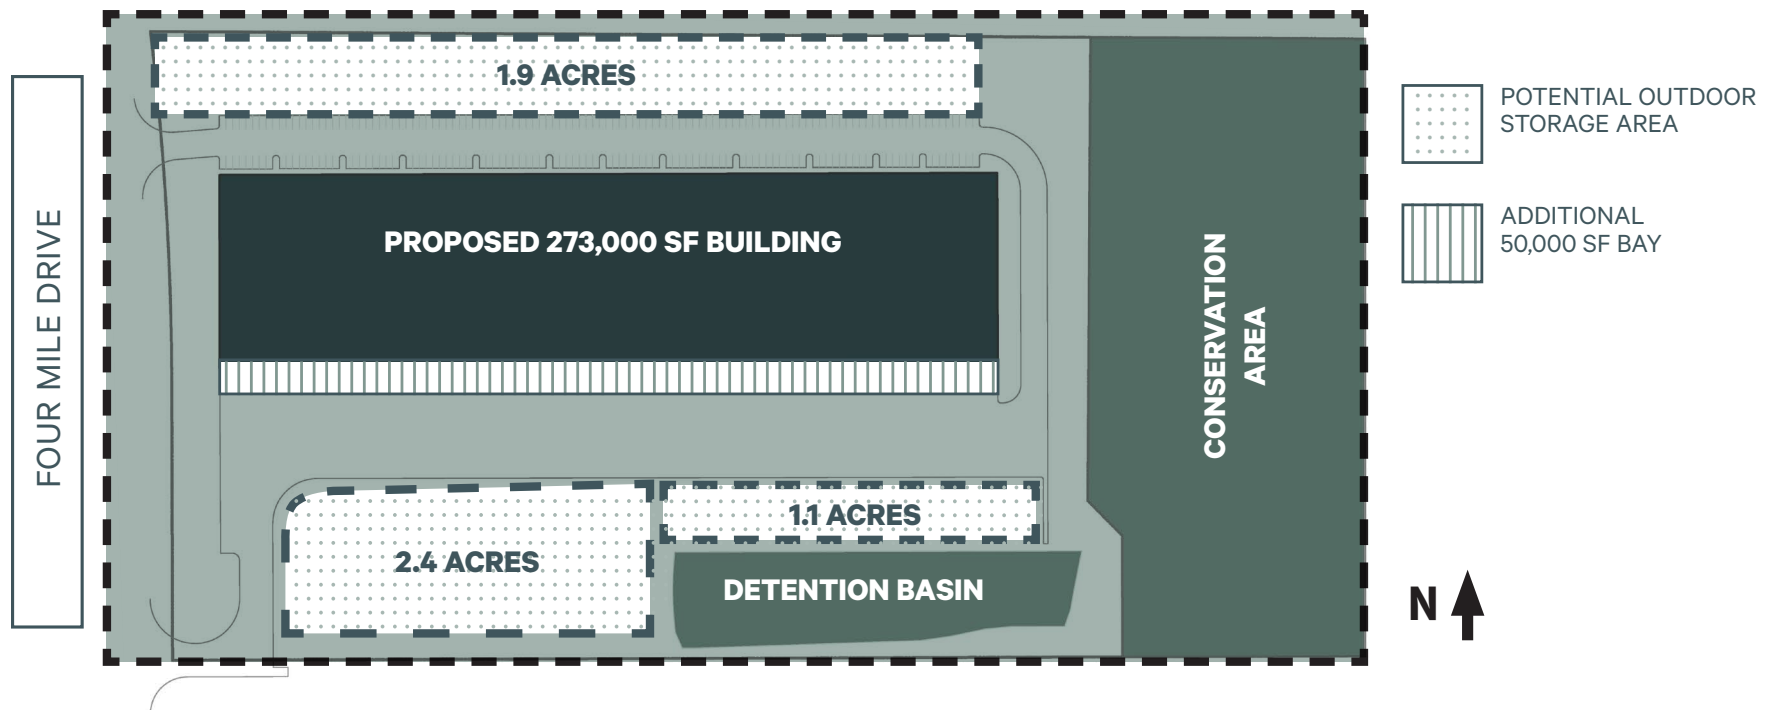 FOUR MILE DRIVE
1.9 ACRES
PROPOSED 273,000 SF BUILDING
2.4 ACRES
1.1 ACRES
DETENTION BASIN
CONSERVATION
AREA
POTENTIAL OUTDOOR
STORAGE AREA
ADDITIONAL
50,000 SF BAY
N